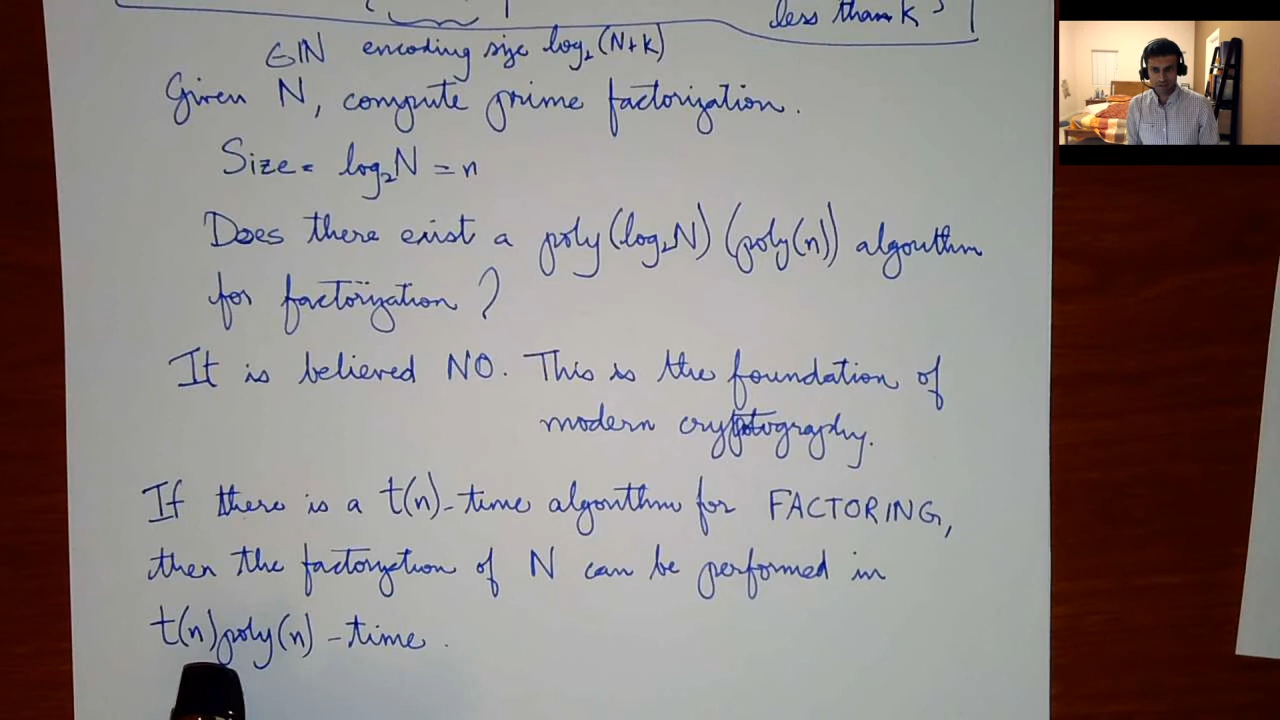 less than k }
∈ IN encoding size log₂(N+k)
Given N, compute prime factorization.
Size = log₂N = n
Does there exist a poly(log₂N) (poly(n)) algorithm
for factorization ?
It is believed NO. This is the foundation of
modern cryptography.
If there is a t(n)-time algorithm for FACTORING,
then the factorization of N can be performed in
t(n)poly(n)-time.